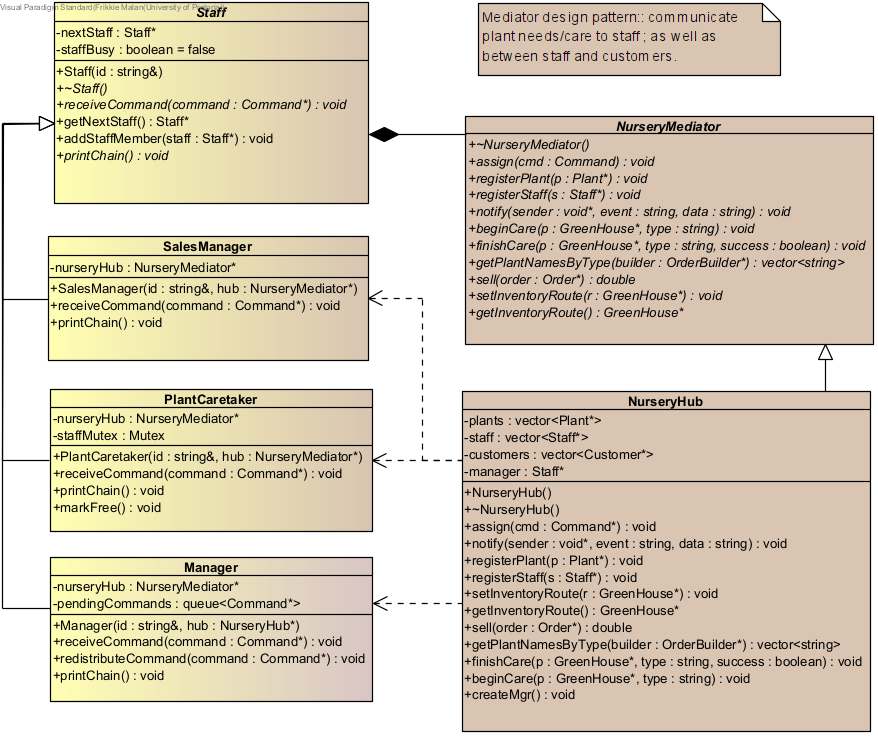 Visual Paradigm Standard(Frikkie Malan(University of Pretoria))
Staff
-nextStaff : Staff*
-staffBusy : boolean = false
+Staff(id : string&)
+~Staff()
+receiveCommand(command : Command*) : void
+getNextStaff() : Staff*
+addStaffMember(staff : Staff*) : void
+printChain() : void
Mediator design pattern:: communicate
plant needs/care to staff; as well as
between staff and customers.
NurseryMediator
+~NurseryMediator()
+assign(cmd : Command) : void
+registerPlant(p : Plant*) : void
+registerStaff(s : Staff*) : void
+notify(sender : void*, event : string, data : string) : void
+beginCare(p : GreenHouse*, type : string) : void
+finishCare(p : GreenHouse*, type : string, success : boolean) : void
+getPlantNamesByType(builder : OrderBuilder*) : vector<string>
+sell(order : Order*) : double
+setInventoryRoute(r : GreenHouse*) : void
+getInventoryRoute() : GreenHouse*
SalesManager
-nurseryHub : NurseryMediator*
+SalesManager(id : string&, hub : NurseryMediator*)
+receiveCommand(command : Command*) : void
+printChain() : void
PlantCaretaker
-nurseryHub : NurseryMediator*
-staffMutex : Mutex
+PlantCaretaker(id : string&, hub : NurseryMediator*)
+receiveCommand(command : Command*) : void
+printChain() : void
+markFree() : void
Manager
-nurseryHub : NurseryMediator*
-pendingCommands : queue<Command*>
+Manager(id : string&, hub : NurseryHub*)
+receiveCommand(command : Command*) : void
+redistributeCommand(command : Command*) : void
+printChain() : void
NurseryHub
-plants : vector<Plant*>
-staff : vector<Staff*>
-customers : vector<Customer*>
-manager : Staff*
+NurseryHub()
+~NurseryHub()
+assign(cmd : Command*) : void
+notify(sender : void*, event : string, data : string) : void
+registerPlant(p : Plant*) : void
+registerStaff(s : Staff*) : void
+setInventoryRoute(r : GreenHouse*) : void
+getInventoryRoute() : GreenHouse*
+sell(order : Order*) : double
+getPlantNamesByType(builder : OrderBuilder*) : vector<string>
+finishCare(p : GreenHouse*, type : string, success : boolean) : void
+beginCare(p : GreenHouse*, type : string) : void
+createMgr() : void